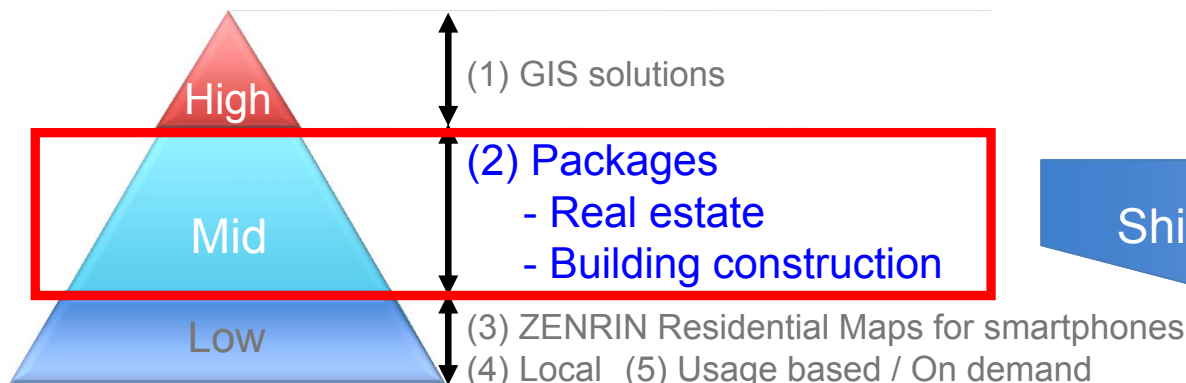 (1) GIS solutions
High
(2) Packages
- Real estate
Mid
- Building construction
Low
(3) ZENRIN Residential Maps for smartphones
(4) Local (5) Usage based / On demand